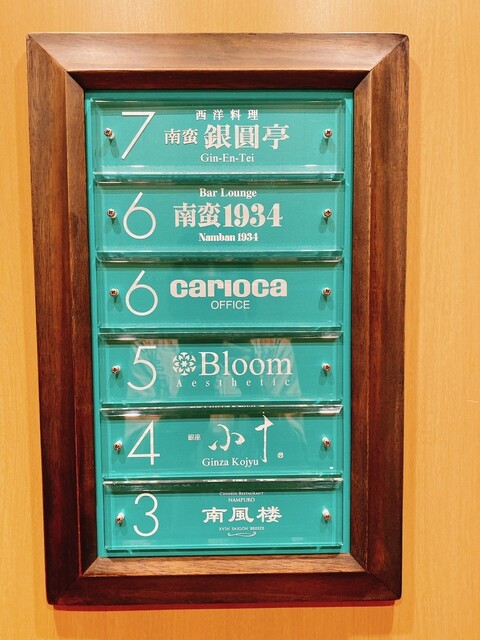 7
西洋料理
南蛮 銀圓亭
Gin-En-Tei
6
Bar Lounge
南蛮1934
Namban 1934
6
carioca
OFFICE
5
Bloom
Aesthetic
4
銀座 小十
Ginza Kojyu
3
CHINESE RESTAURANT
NAMPURO
南風楼